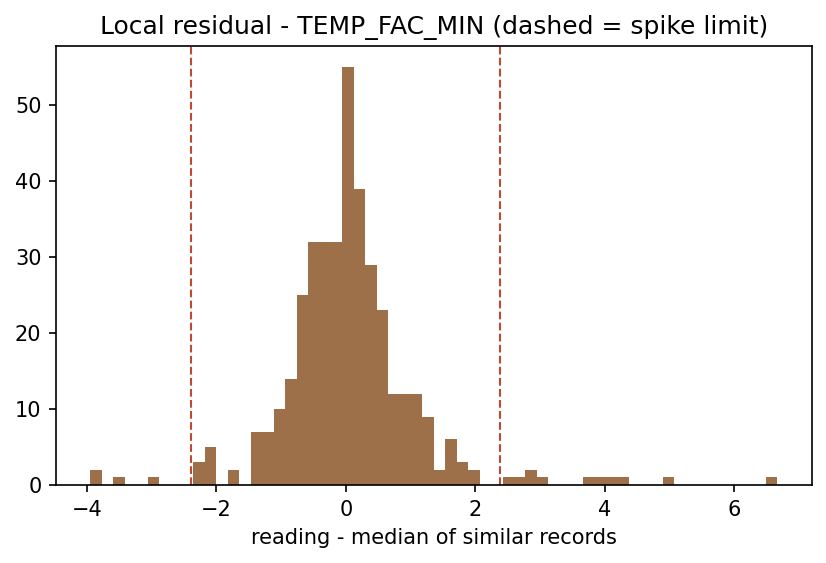 Local residual - TEMP_FAC_MIN (dashed = spike limit)
50
40
30
20
10
0
−4 −2 0 2 4 6
reading - median of similar records